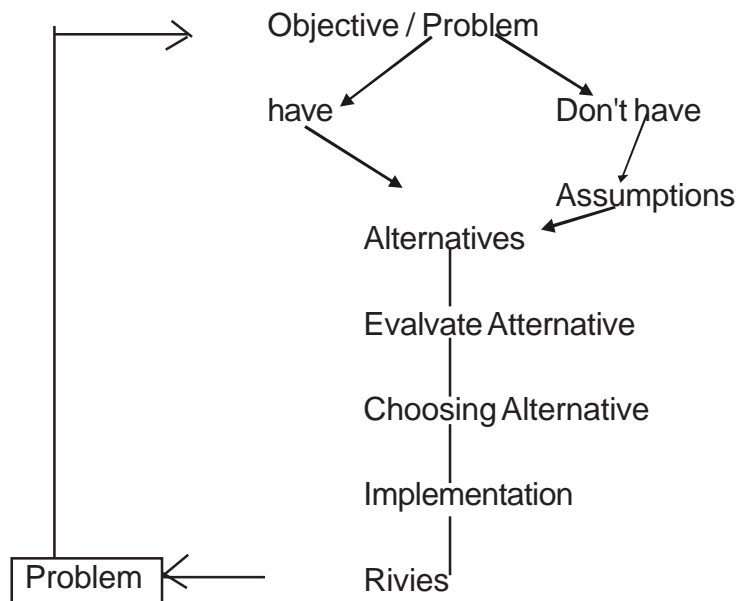 Objective / Problem
have
Don't have
Assumptions
Alternatives
Evalvate Atternative
Choosing Alternative
Implementation
Problem
Rivies